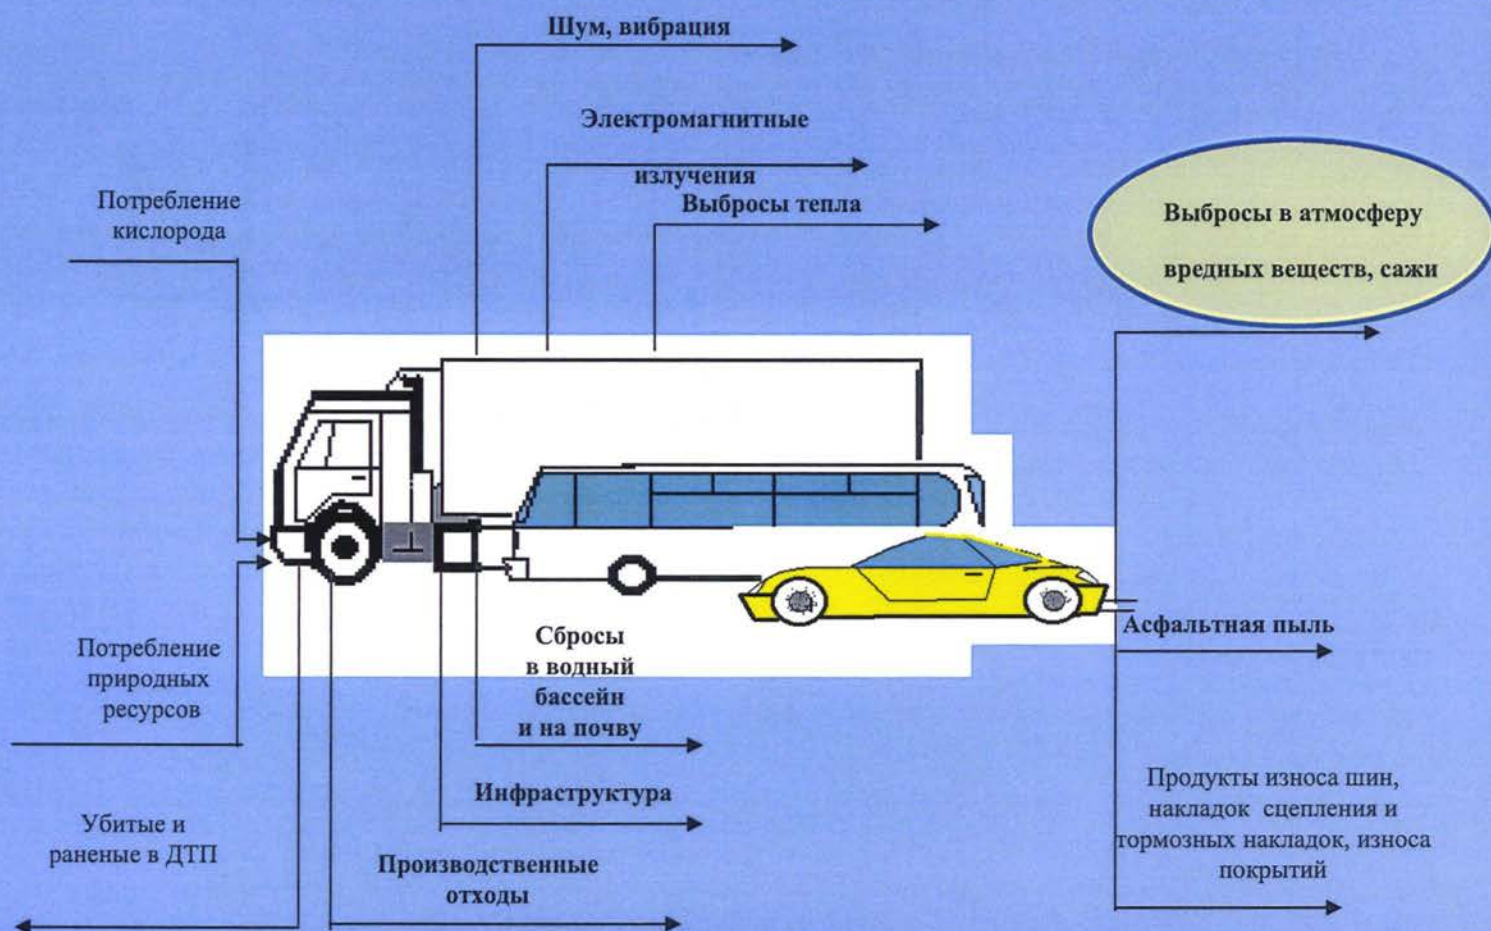 Шум, вибрация
Электромагнитные
излучения
Выбросы тепла
Потребление
кислорода
Выбросы в атмосферу
вредных веществ, сажи
Асфальтная пыль
Сбросы
в водный
бассейн
и на почву
Потребление
природных
ресурсов
Инфраструктура
Продукты износа шин,
накладок сцепления и
тормозных накладок, износа
покрытий
Убитые и
раненые в ДТП
Производственные
отходы